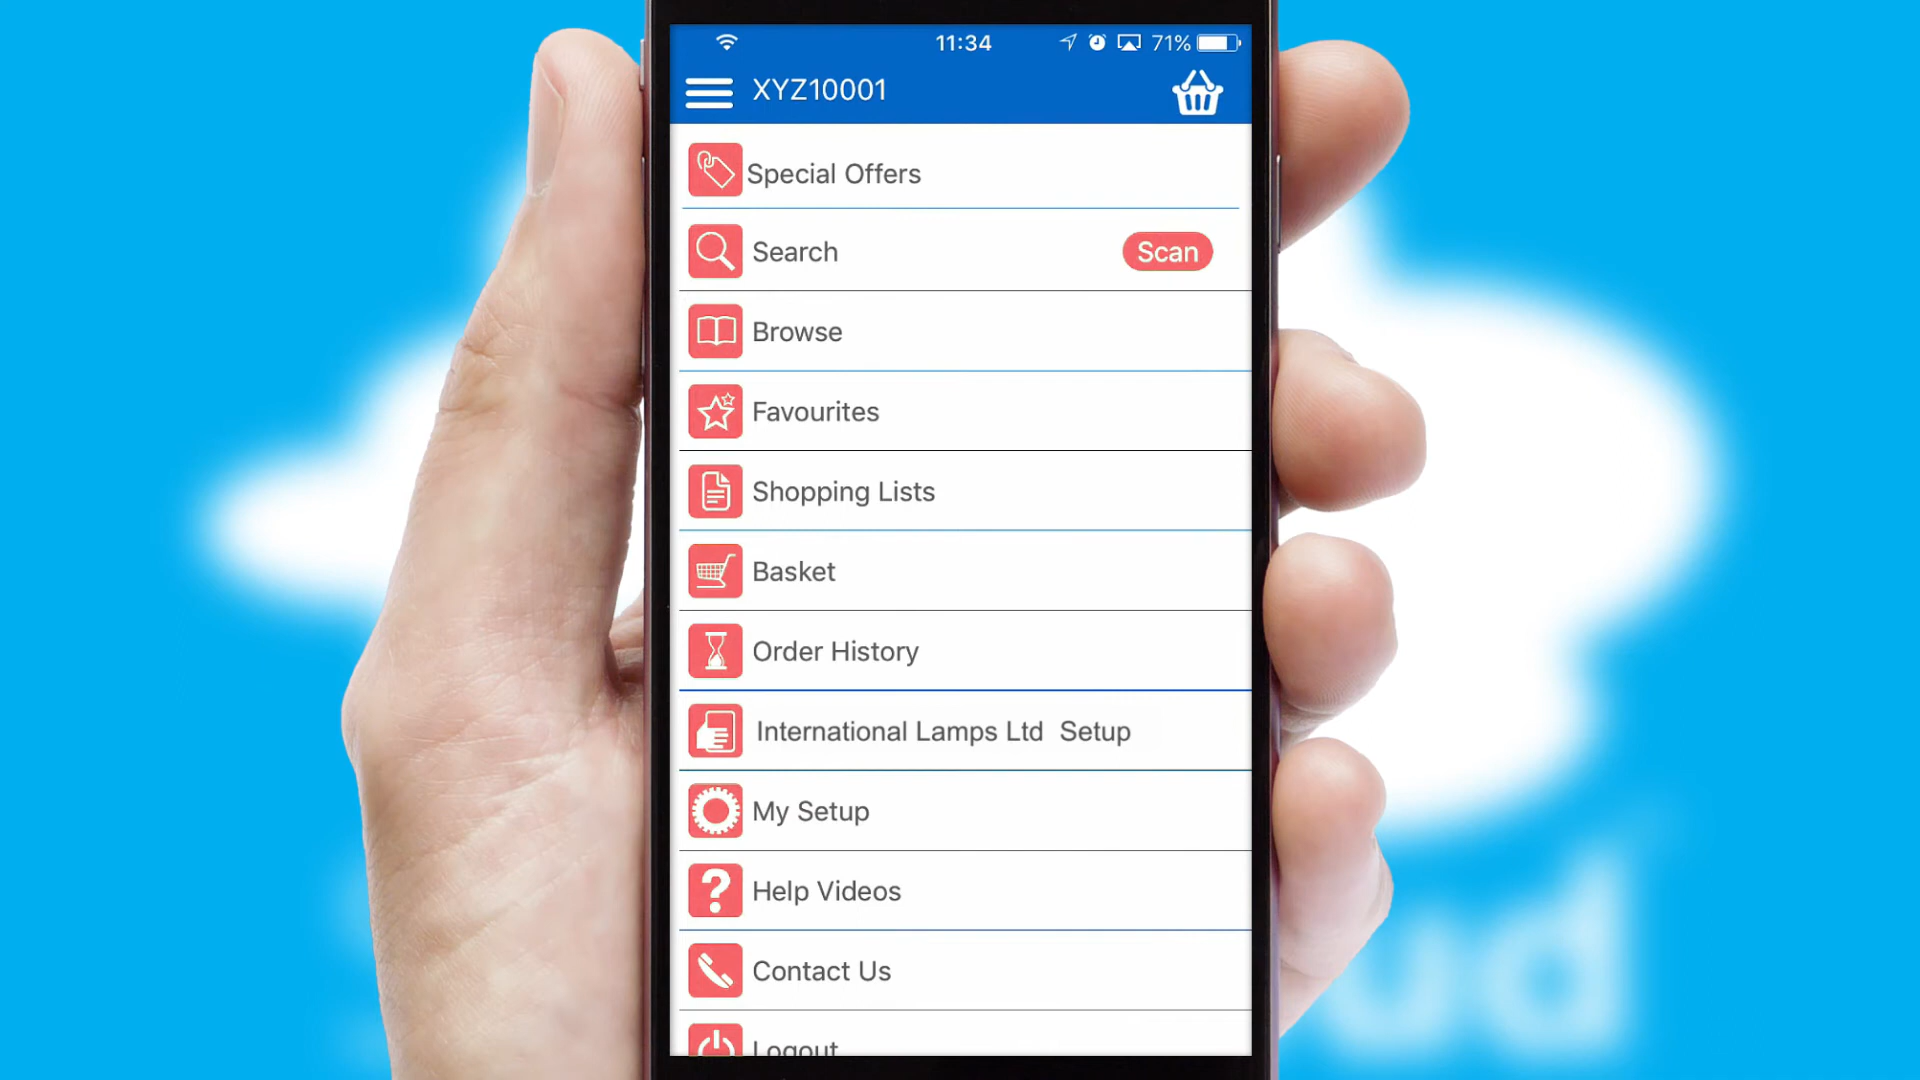 11:34
71%
XYZ10001
Special Offers
Search
Scan
Browse
Favourites
Shopping Lists
Basket
Order History
International Lamps Ltd Setup
My Setup
Help Videos
Contact Us
Logout